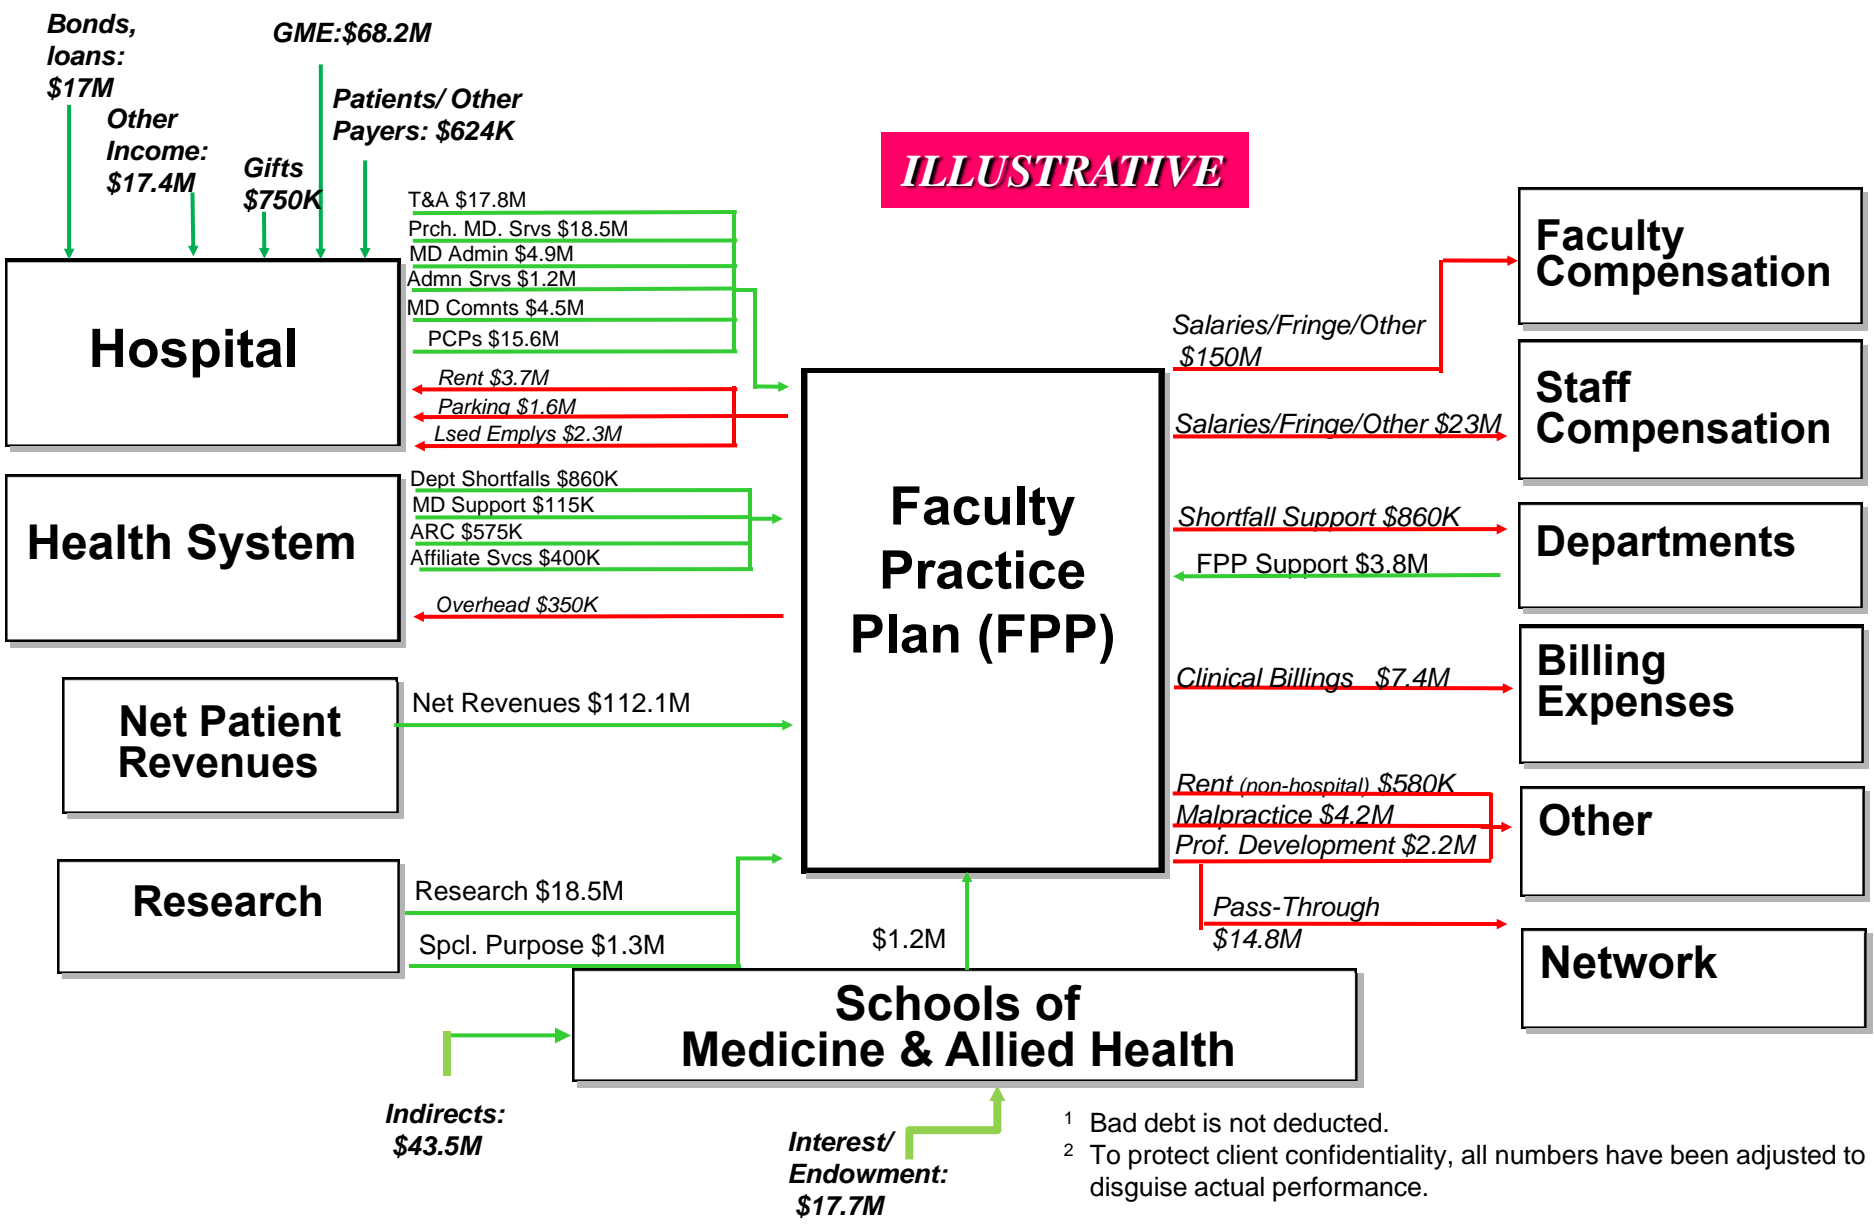 Bonds,
loans:
$17M
GME:$68.2M
Other
Income:
$17.4M
Gifts
$750K
Patients/ Other
Payers: $624K
ILLUSTRATIVE
T&A $17.8M
Prch. MD. Srvs $18.5M
MD Admin $4.9M
Admn Srvs $1.2M
MD Comnts $4.5M
PCPs $15.6M
Rent $3.7M
Parking $1.6M
Lsed Emplys $2.3M
Hospital
Dept Shortfalls $860K
MD Support $115K
ARC $575K
Affiliate Svcs $400K
Overhead $350K
Health System
Net Patient
Revenues
Net Revenues $112.1M
Research
Research $18.5M
Spcl. Purpose $1.3M
Faculty
Practice
Plan (FPP)
Salaries/Fringe/Other
$150M
Faculty
Compensation
Salaries/Fringe/Other $23M
Staff
Compensation
Shortfall Support $860K
FPP Support $3.8M
Departments
Clinical Billings $7.4M
Billing
Expenses
Rent (non-hospital) $580K
Malpractice $4.2M
Prof. Development $2.2M
Other
Pass-Through
$14.8M
Network
$1.2M
Schools of
Medicine & Allied Health
Indirects:
$43.5M
Interest/
Endowment:
$17.7M
1 Bad debt is not deducted.
2 To protect client confidentiality, all numbers have been adjusted to
disguise actual performance.